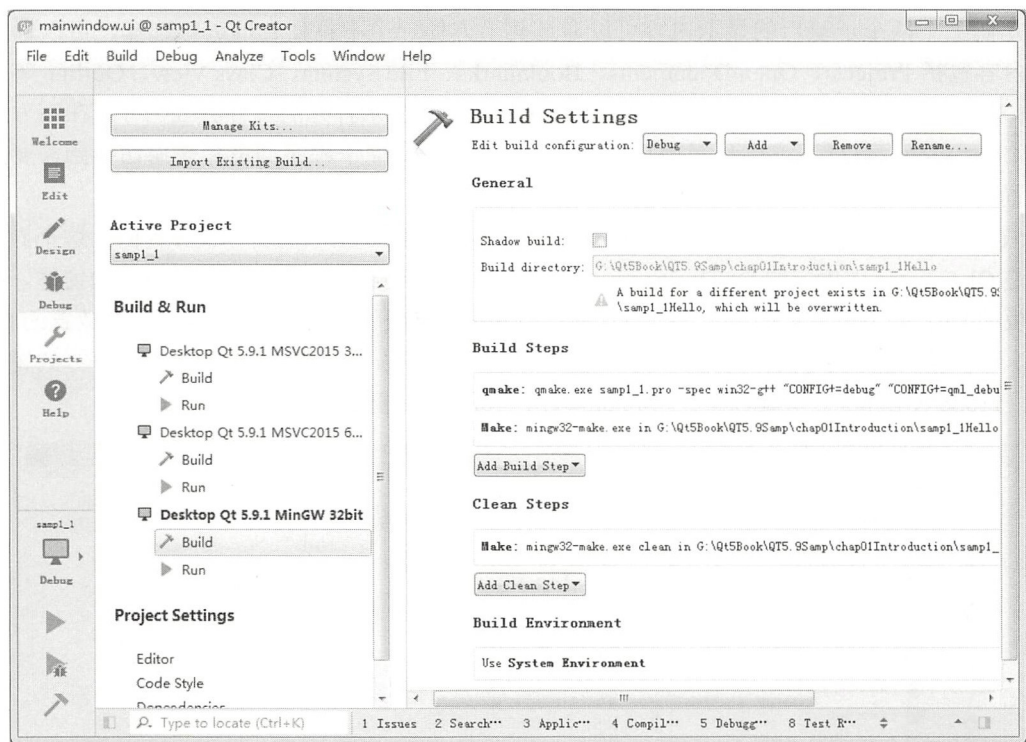 mainwindow.ui @ samp1_1 - Qt Creator
File Edit Build Debug Analyze Tools Window Help
Welcome
Edit
Design
Debug
Projects
Help
samp1_1
Debug
Manage Kits...
Import Existing Build...
Active Project
samp1_1
Build & Run
Desktop Qt 5.9.1 MSVC2015 3...
Build
Run
Desktop Qt 5.9.1 MSVC2015 6...
Build
Run
Desktop Qt 5.9.1 MinGW 32bit
Build
Run
Project Settings
Editor
Code Style
Dependencies
Build Settings
Edit build configuration: Debug Add Remove Rename...
General
Shadow build:
Build directory: G:\Qt5Book\QT5.9Samp\chap01Introduction\samp1_1Hello
A build for a different project exists in G:\Qt5Book\QT5.9S
\samp1_1Hello, which will be overwritten.
Build Steps
qmake: qmake.exe samp1_1.pro -spec win32-g++ "CONFIG+=debug" "CONFIG+=qml_debu
Make: mingw32-make.exe in G:\Qt5Book\QT5.9Samp\chap01Introduction\samp1_1Hello
Add Build Step
Clean Steps
Make: mingw32-make.exe clean in G:\Qt5Book\QT5.9Samp\chap01Introduction\samp1_
Add Clean Step
Build Environment
Use System Environment
Type to locate (Ctrl+K) 1 Issues 2 Search··· 3 Applic··· 4 Compil··· 5 Debugg··· 8 Test R···